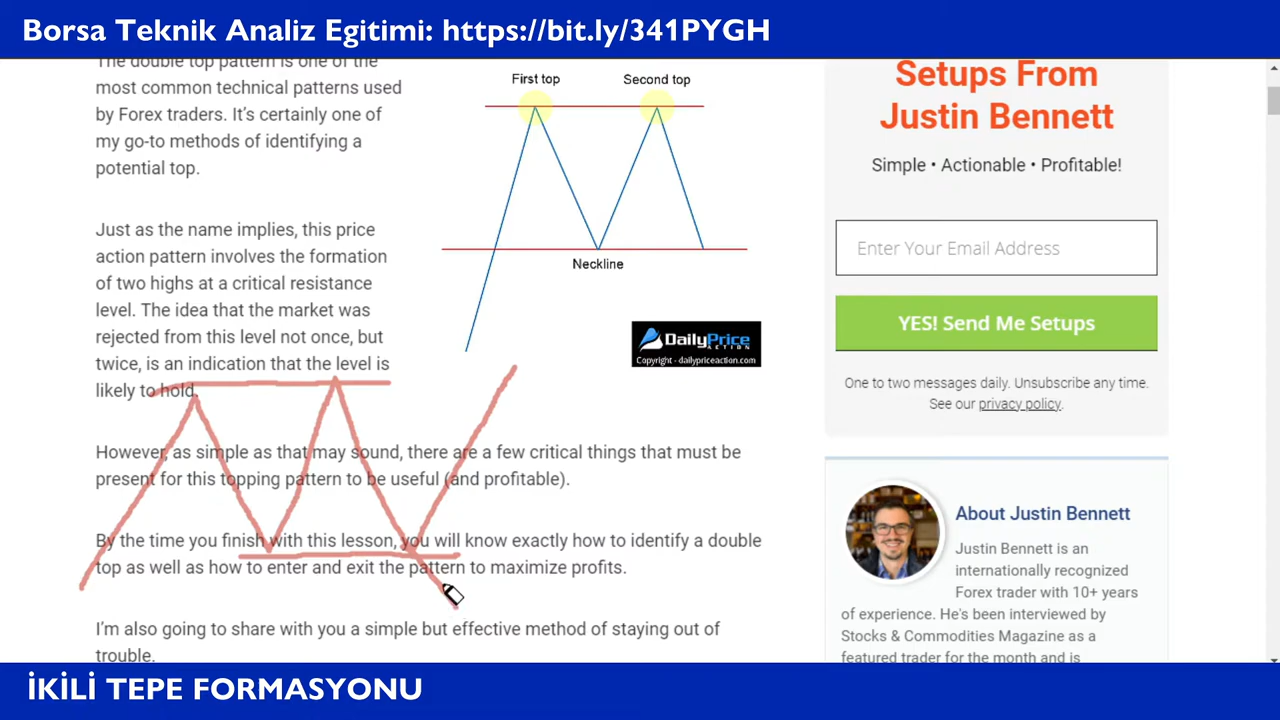 Borsa Teknik Analiz Egitimi: https://bit.ly/341PYGH
The double top pattern is one of the
most common technical patterns used
by Forex traders. It's certainly one of
my go-to methods of identifying a
potential top.
Just as the name implies, this price
action pattern involves the formation
of two highs at a critical resistance
level. The idea that the market was
rejected from this level not once, but
twice, is an indication that the level is
likely to hold.
First top
Second top
Neckline
DailyPrice
ACTION
Copyright - dailypriceaction.com
However, as simple as that may sound, there are a few critical things that must be
present for this topping pattern to be useful (and profitable).
By the time you finish with this lesson, you will know exactly how to identify a double
top as well as how to enter and exit the pattern to maximize profits.
I'm also going to share with you a simple but effective method of staying out of
trouble.
Setups From
Justin Bennett
Simple • Actionable • Profitable!
Enter Your Email Address
YES! Send Me Setups
One to two messages daily. Unsubscribe any time.
See our privacy policy.
About Justin Bennett
Justin Bennett is an
internationally recognized
Forex trader with 10+ years
of experience. He's been interviewed by
Stocks & Commodities Magazine as a
featured trader for the month and is
İKİLİ TEPE FORMASYONU